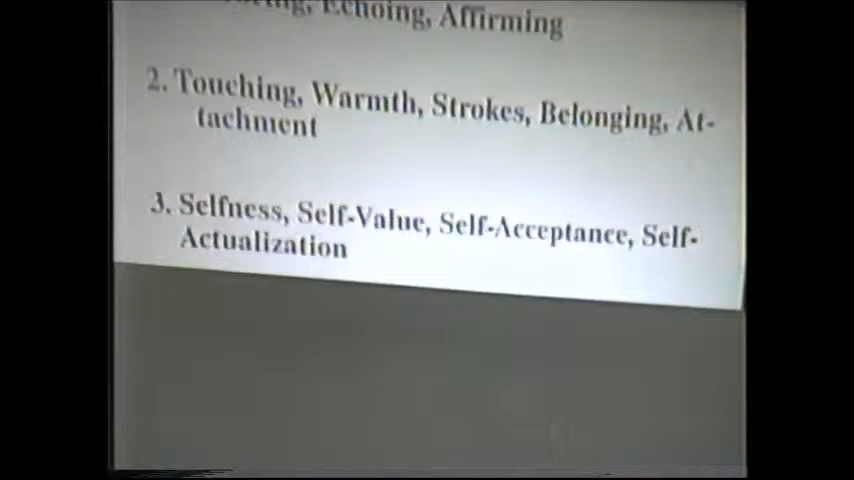 Echoing, Affirming
2. Touching, Warmth, Strokes, Belonging, At-
tachment
3. Selfness, Self-Value, Self-Acceptance, Self-
Actualization